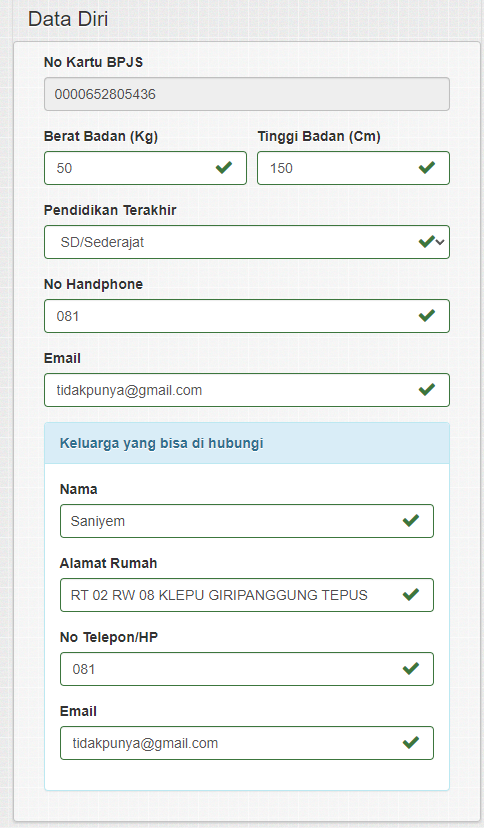 Data Diri
No Kartu BPJS
0000652805436
Berat Badan (Kg) Tinggi Badan (Cm)
50 150
Pendidikan Terakhir
SD/Sederajat
No Handphone
081
Email
tidakpunya@gmail.com
Keluarga yang bisa di hubungi
Nama
Saniyem
Alamat Rumah
RT 02 RW 08 KLEPU GIRIPANGGUNG TEPUS
No Telepon/HP
081
Email
tidakpunya@gmail.com